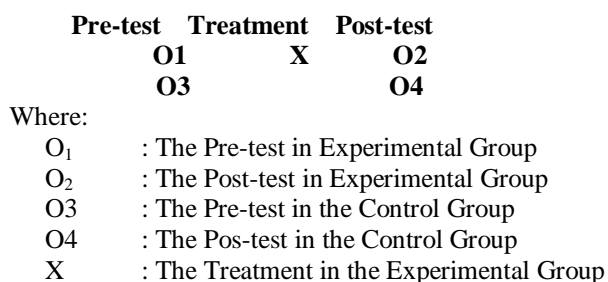 Pre-test Treatment Post-test
O1 X O2
O3 O4
Where:
O₁ : The Pre-test in Experimental Group
O₂ : The Post-test in Experimental Group
O3 : The Pre-test in the Control Group
O4 : The Pos-test in the Control Group
X : The Treatment in the Experimental Group